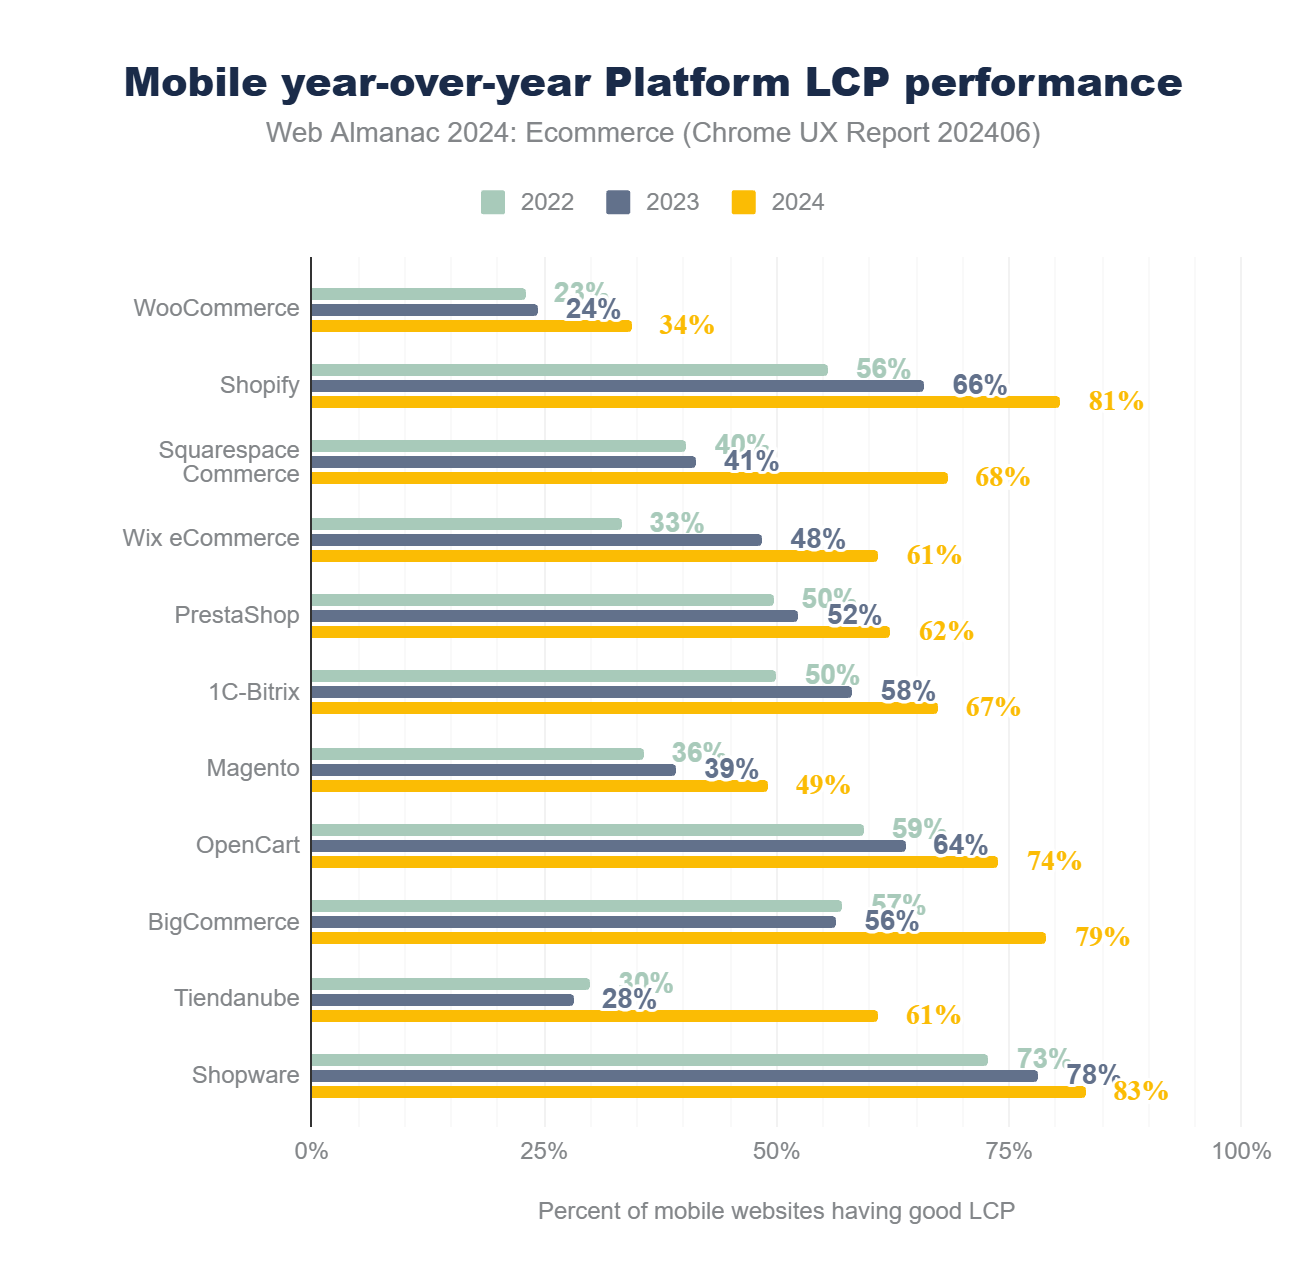 Mobile year-over-year Platform LCP performance
Web Almanac 2024: Ecommerce (Chrome UX Report 202406)
2022 2023 2024
WooCommerce
23%
24%
34%
Shopify
56%
66%
81%
Squarespace
Commerce
40%
41%
68%
Wix eCommerce
33%
48%
61%
PrestaShop
50%
52%
62%
1C-Bitrix
50%
58%
67%
Magento
36%
39%
49%
OpenCart
59%
64%
74%
BigCommerce
57%
56%
79%
Tiendanube
30%
28%
61%
Shopware
73%
78%
83%
0% 25% 50% 75% 100%
Percent of mobile websites having good LCP